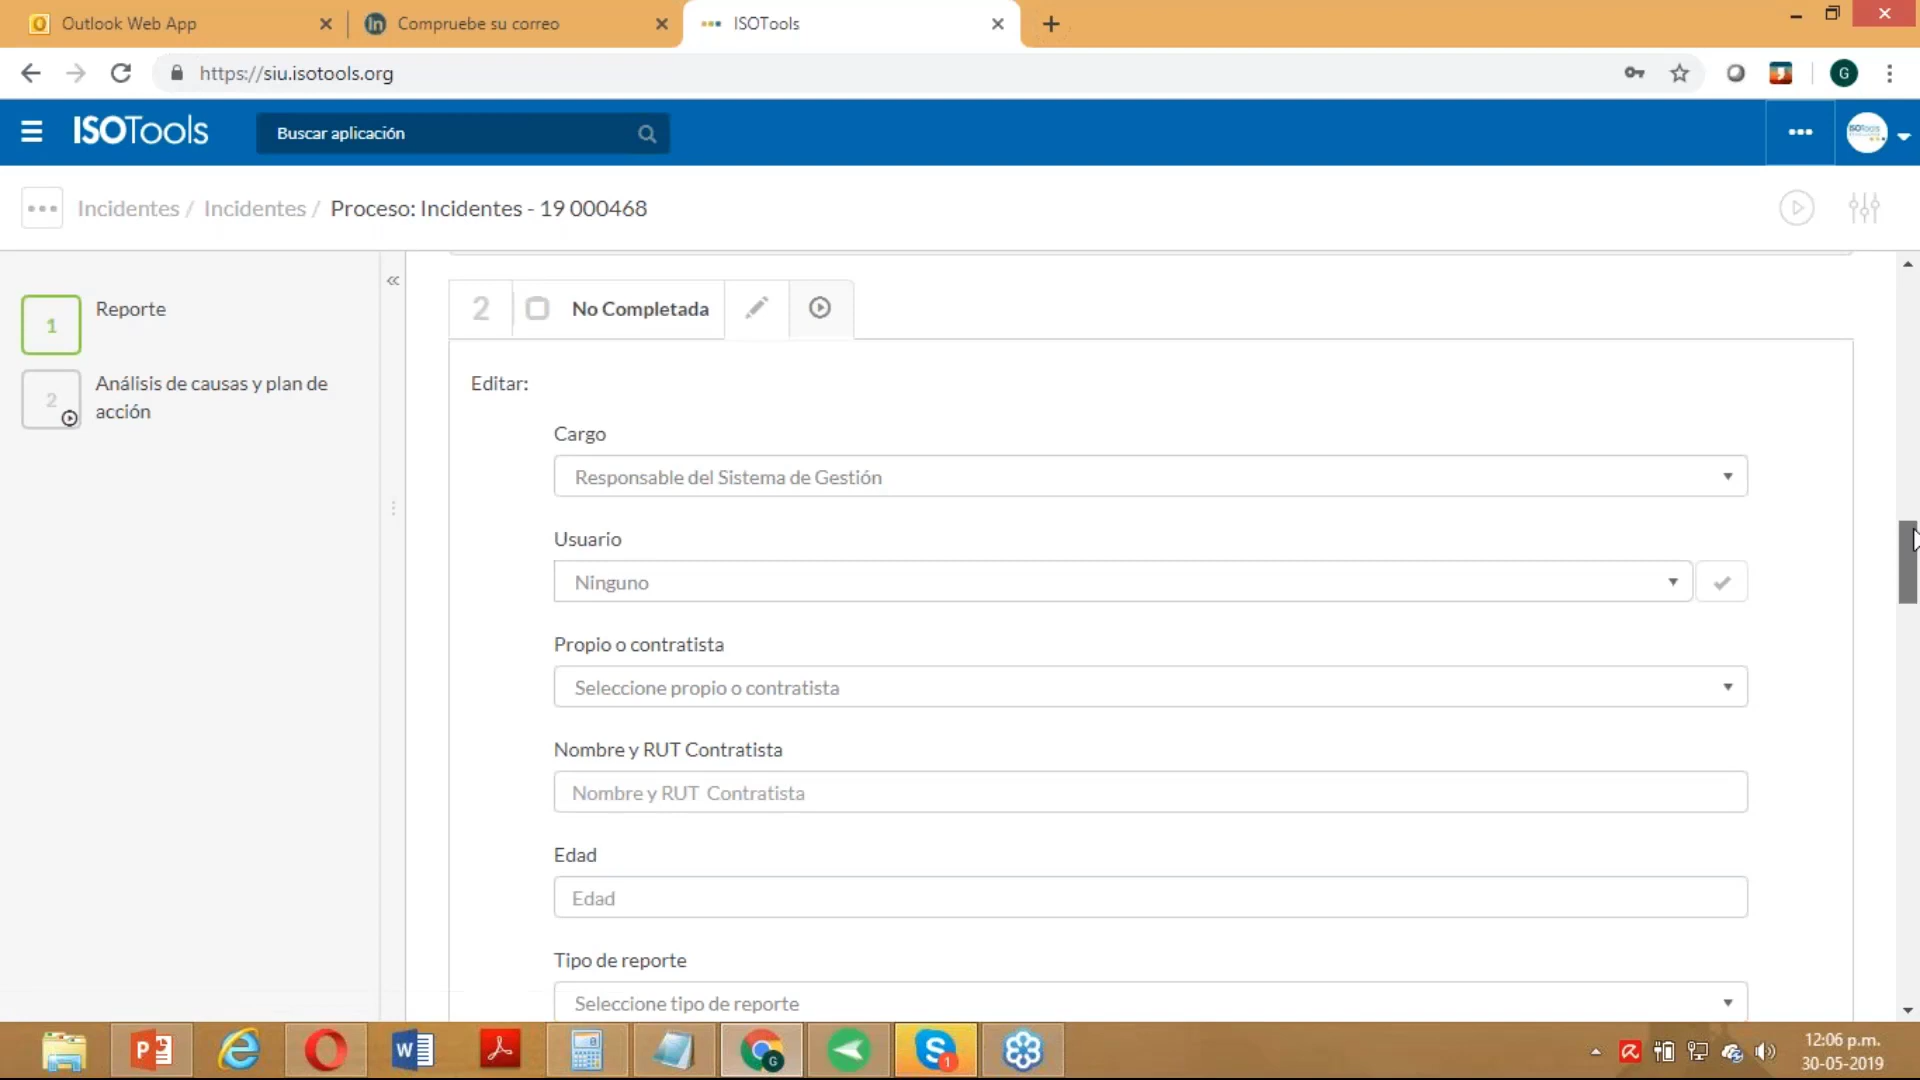 Outlook Web App
Compruebe su correo
ISOTools
https://siu.isotools.org
G
ISOTools
Buscar aplicación
Incidentes / Incidentes / Proceso: Incidentes - 19 000468
1
Reporte
2
Análisis de causas y plan de
acción
2
No Completada
Editar:
Cargo
Responsable del Sistema de Gestión
Usuario
Ninguno
Propio o contratista
Seleccione propio o contratista
Nombre y RUT Contratista
Nombre y RUT  Contratista
Edad
Edad
Tipo de reporte
Seleccione tipo de reporte
12:06 p.m.
30-05-2019